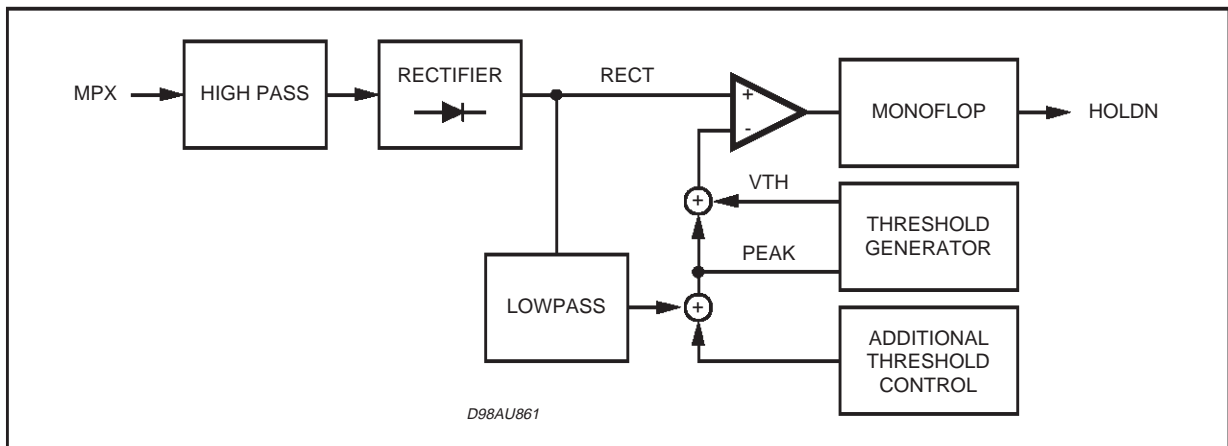 MPX
HIGH PASS
RECTIFIER
RECT
+
-
MONOFLOP
HOLDN
VTH
+
THRESHOLD
GENERATOR
PEAK
LOWPASS
+
ADDITIONAL
THRESHOLD
CONTROL
D98AU861